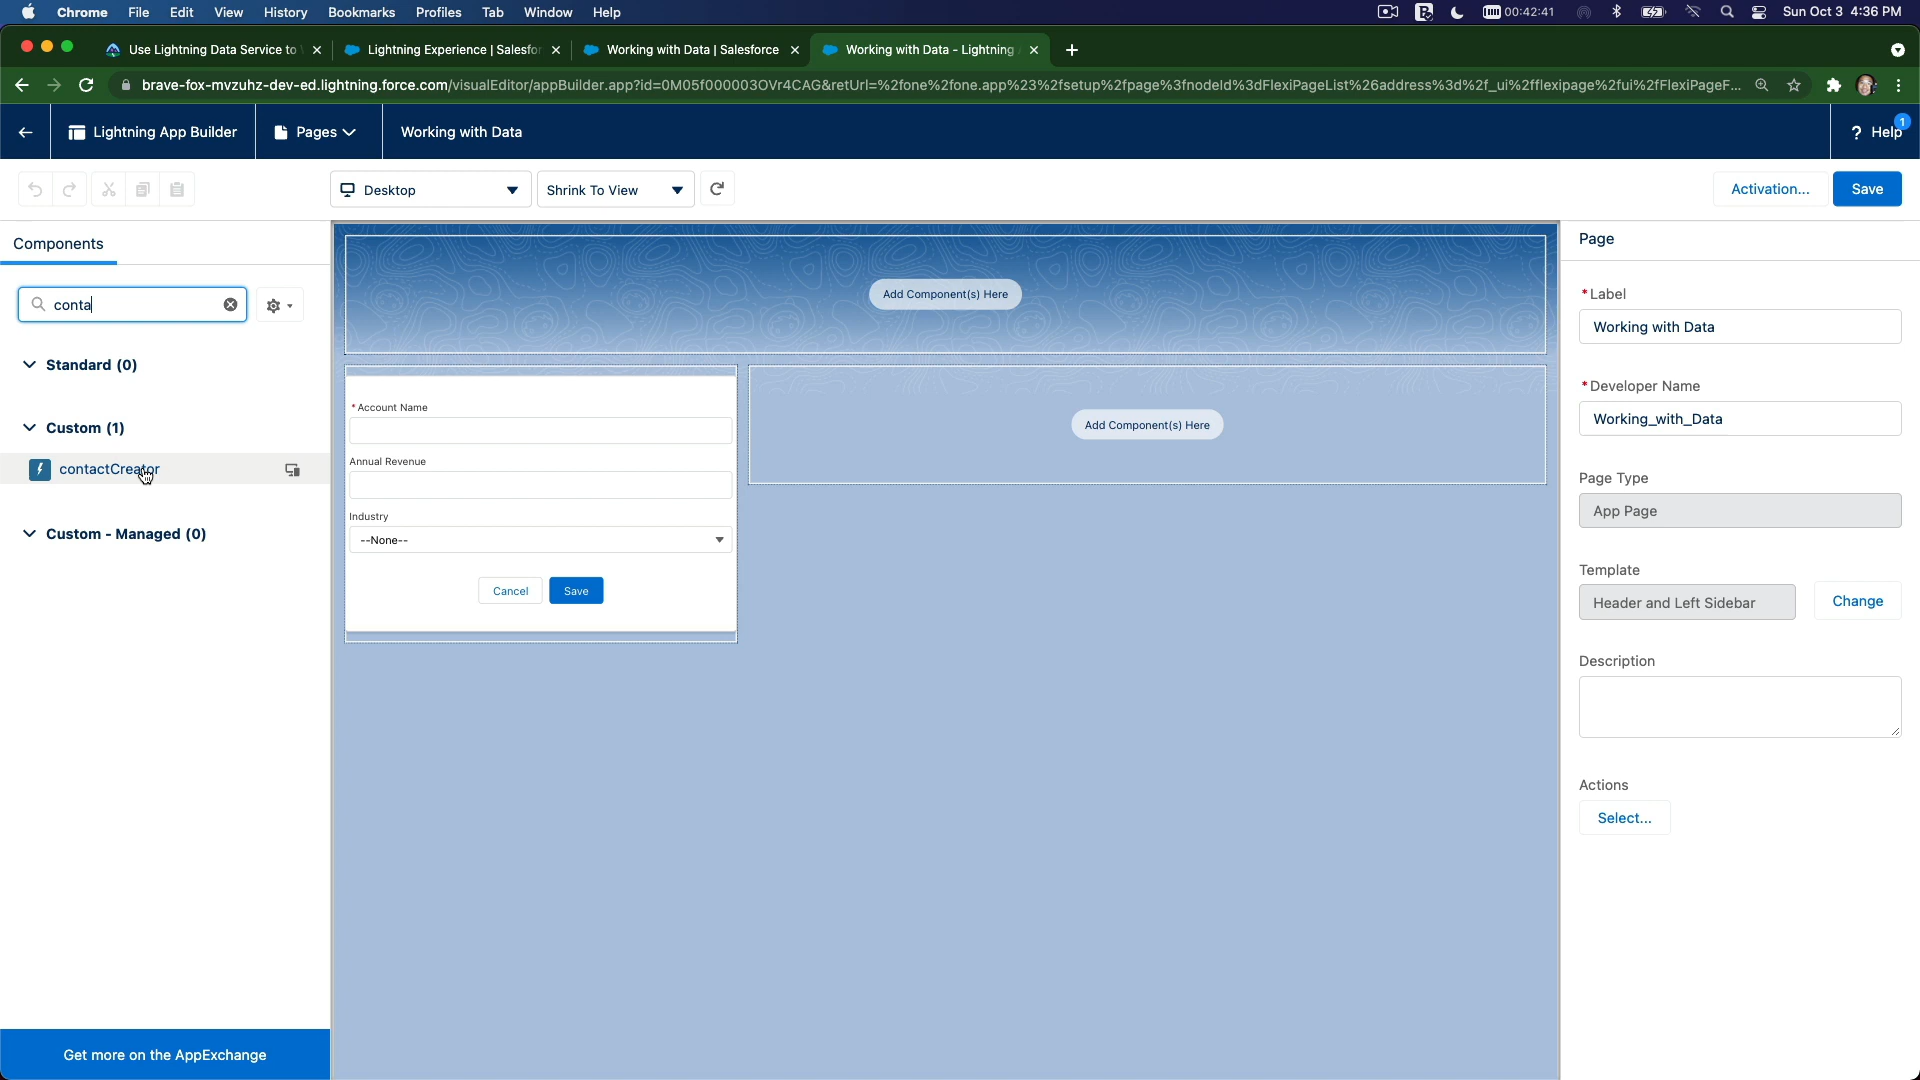 Chrome File Edit View History Bookmarks Profiles Tab Window Help 00:42:41 Sun Oct 3 4:36 PM
Use Lightning Data Service to Lightning Experience | Salesfor Working with Data | Salesforce Working with Data - Lightning
brave-fox-mvzuhz-dev-ed.lightning.force.com/visualEditor/appBuilder.app?id=0M05f000003OVr4CAG&retUrl=%2fone%2fone.app%23%2fsetup%2fpage%3fnodeId%3dFlexiPageList%26address%3d%2f_ui%2fflexipage%2fui%2fFlexiPageF...
Lightning App Builder Pages Working with Data ? Help 1
Desktop Shrink To View Activation... Save
Components
conta
Standard (0)
Custom (1)
contactCreator
Custom - Managed (0)
Get more on the AppExchange
Add Component(s) Here
* Account Name
Annual Revenue
Industry
--None--
Cancel Save
Add Component(s) Here
Page
* Label
Working with Data
* Developer Name
Working_with_Data
Page Type
App Page
Template
Header and Left Sidebar Change
Description
Actions
Select...